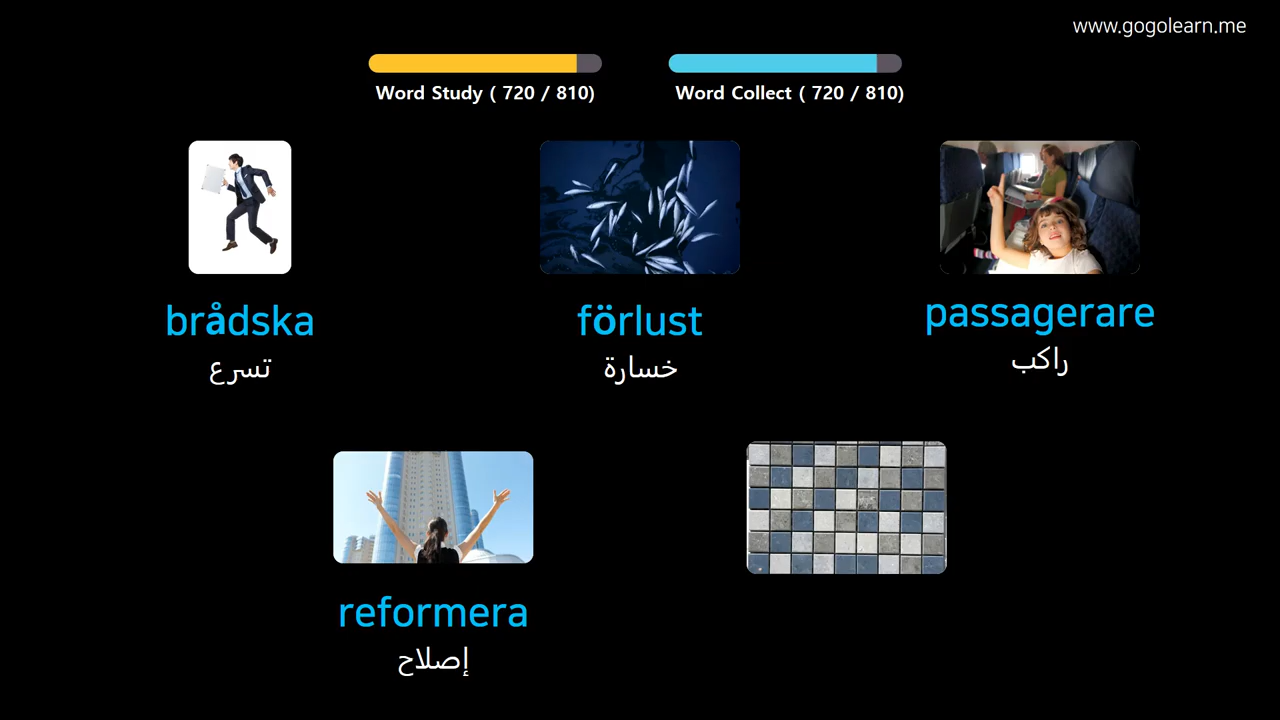 www.gogolearn.me
Word Study ( 720 / 810)
Word Collect ( 720 / 810)
brådska
تسرع
förlust
خسارة
passagerare
راكب
reformera
إصلاح